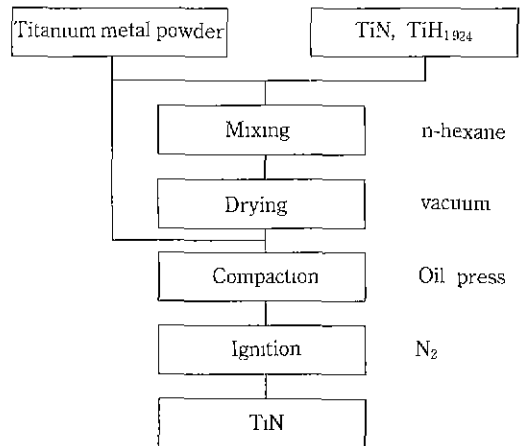 Titanium metal powder
TiN, TiH₁.₉₂₄
Mixing
n-hexane
Drying
vacuum
Compaction
Oil press
Ignition
N₂
TiN